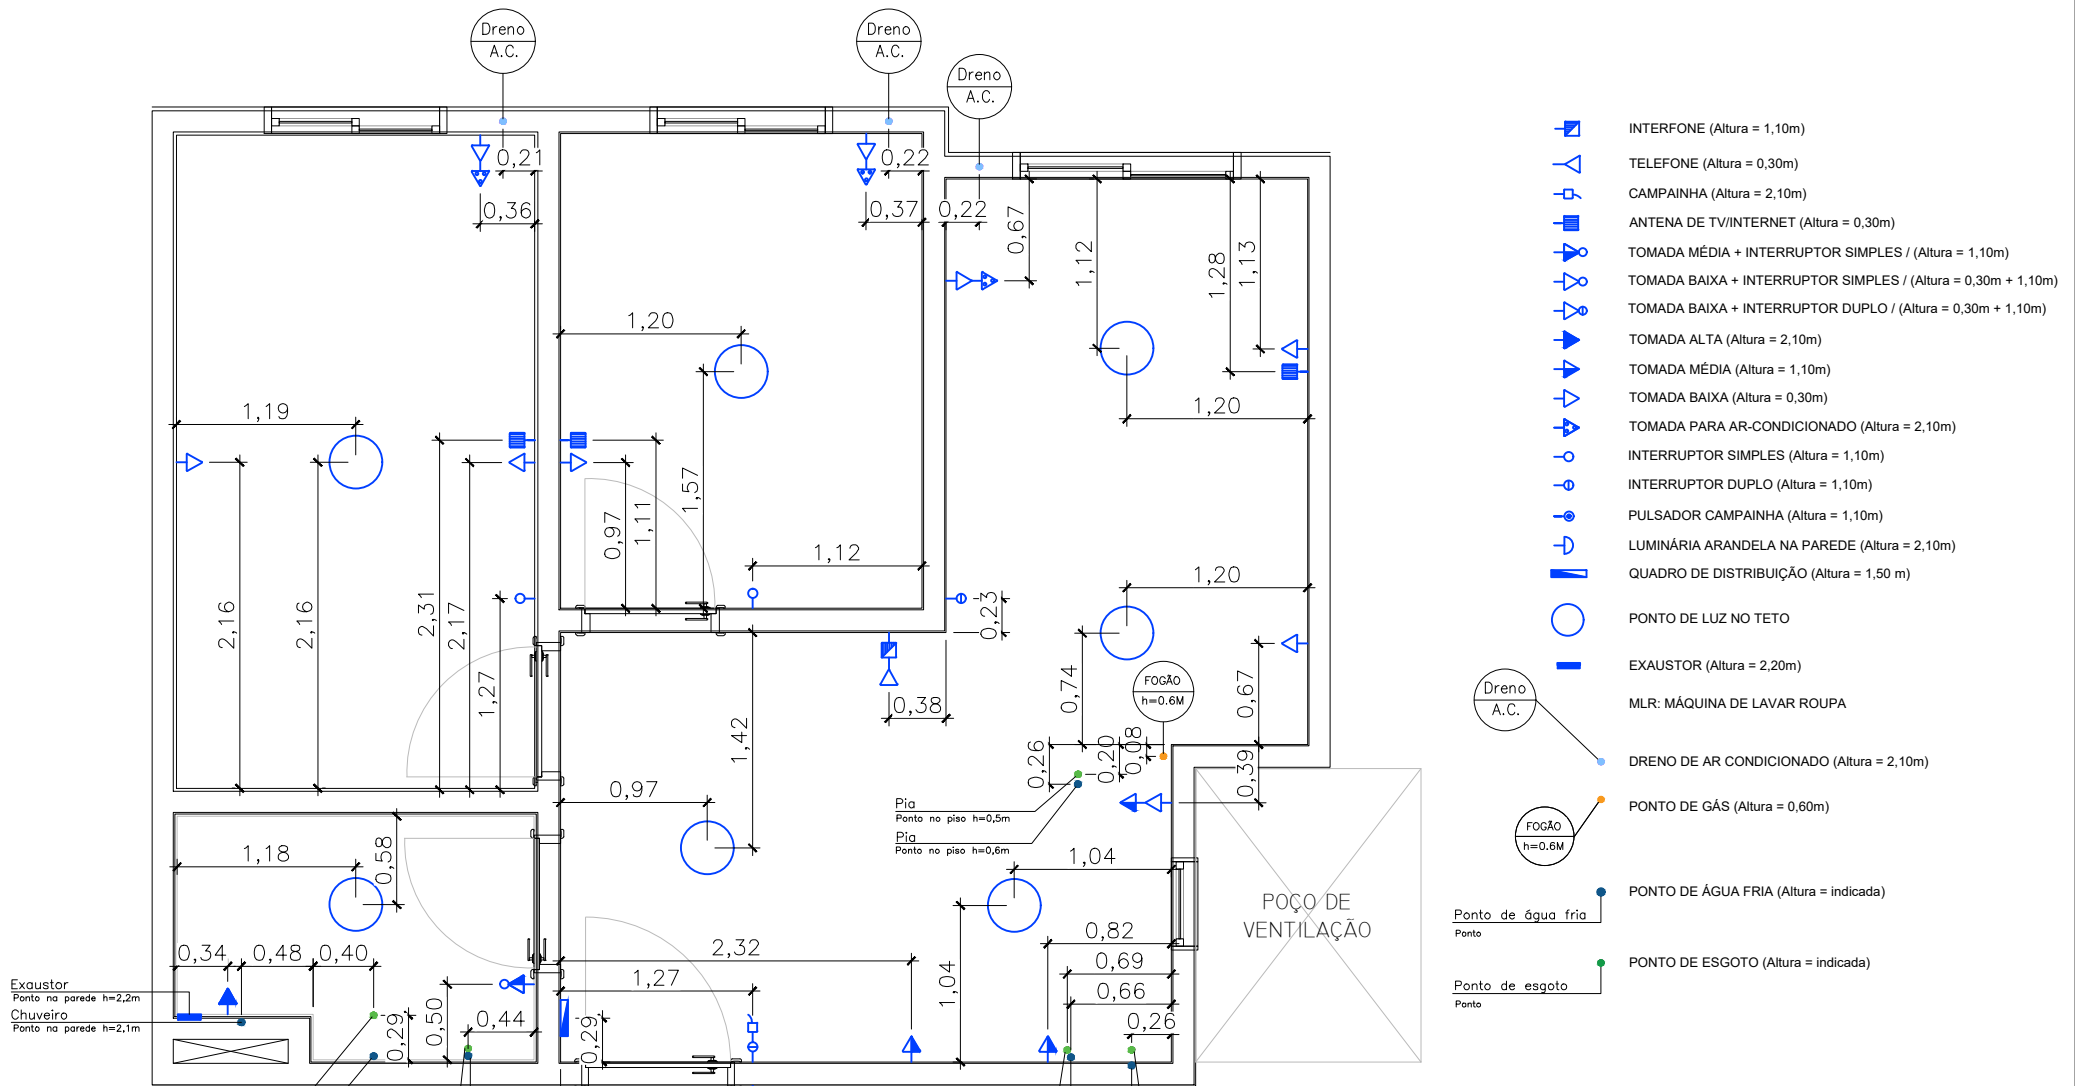 Dreno
A.C.
Dreno
A.C.
Dreno
A.C.
0,21
0,36
0,22
0,37
0,22
0,67
1,12
1,28
1,13
1,20
1,19
1,20
2,16
2,16
2,31
2,17
1,27
0,97
1,11
1,57
1,12
1,20
0,23
0,38
0,74
0,67
FOGÃO
h=0.6M
1,42
0,26
0,20
0,08
0,39
0,97
Pia
Ponto no piso h=0,5m
Pia
Ponto no piso h=0,6m
1,18
0,58
1,04
POÇO DE
VENTILAÇÃO
0,34
0,48
0,40
2,32
0,82
0,69
1,27
0,66
1,04
0,26
0,50
0,29
0,44
0,29
Exaustor
Ponto na parede h=2,2m
Chuveiro
Ponto na parede h=2,1m
INTERFONE (Altura = 1,10m)
TELEFONE (Altura = 0,30m)
CAMPAINHA (Altura = 2,10m)
ANTENA DE TV/INTERNET (Altura = 0,30m)
TOMADA MÉDIA + INTERRUPTOR SIMPLES / (Altura = 1,10m)
TOMADA BAIXA + INTERRUPTOR SIMPLES / (Altura = 0,30m + 1,10m)
TOMADA BAIXA + INTERRUPTOR DUPLO / (Altura = 0,30m + 1,10m)
TOMADA ALTA (Altura = 2,10m)
TOMADA MÉDIA (Altura = 1,10m)
TOMADA BAIXA (Altura = 0,30m)
TOMADA PARA AR-CONDICIONADO (Altura = 2,10m)
INTERRUPTOR SIMPLES (Altura = 1,10m)
INTERRUPTOR DUPLO (Altura = 1,10m)
PULSADOR CAMPAINHA (Altura = 1,10m)
LUMINÁRIA ARANDELA NA PAREDE (Altura = 2,10m)
QUADRO DE DISTRIBUIÇÃO (Altura = 1,50 m)
PONTO DE LUZ NO TETO
EXAUSTOR (Altura = 2,20m)
MLR: MÁQUINA DE LAVAR ROUPA
Dreno
A.C.
DRENO DE AR CONDICIONADO (Altura = 2,10m)
PONTO DE GÁS (Altura = 0,60m)
FOGÃO
h=0.6M
PONTO DE ÁGUA FRIA (Altura = indicada)
Ponto de água fria
Ponto
PONTO DE ESGOTO (Altura = indicada)
Ponto de esgoto
Ponto